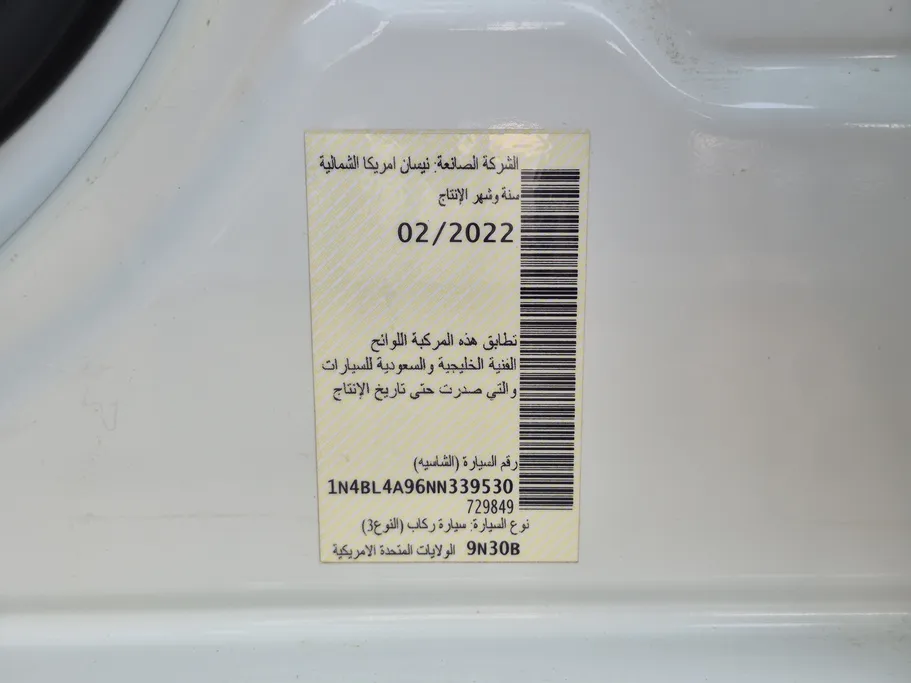 الشركة الصانعة: نيسان امريكا الشمالية
سنة وشهر الإنتاج
02/2022
تطابق هذه المركبة اللوائح
الفنية الخليجية والسعودية للسيارات
والتي صدرت حتى تاريخ الإنتاج
رقم السيارة (الشاسيه)
1N4BL4A96NN339530
729849
نوع السيارة: سيارة ركاب (النوع3)
9N30B الولايات المتحدة الامريكية